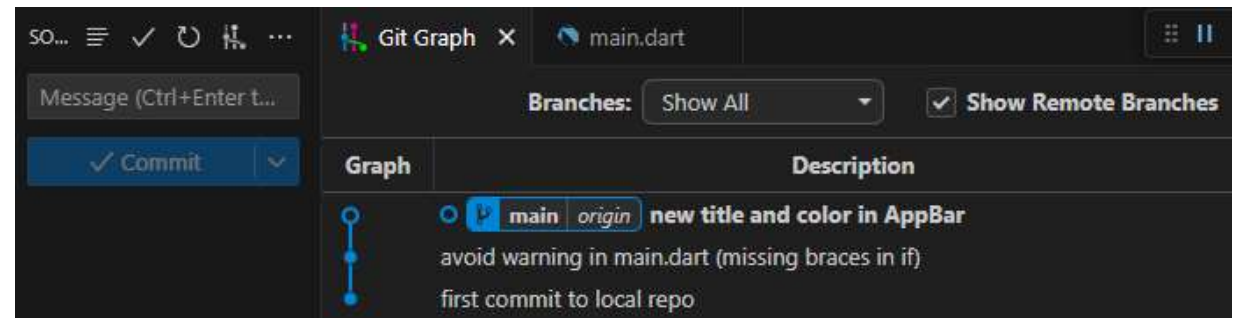 SO...
Git Graph
main.dart
Message (Ctrl+Enter t...
Branches: Show All
Show Remote Branches
Commit
Graph Description
main origin new title and color in AppBar
avoid warning in main.dart (missing braces in if)
first commit to local repo